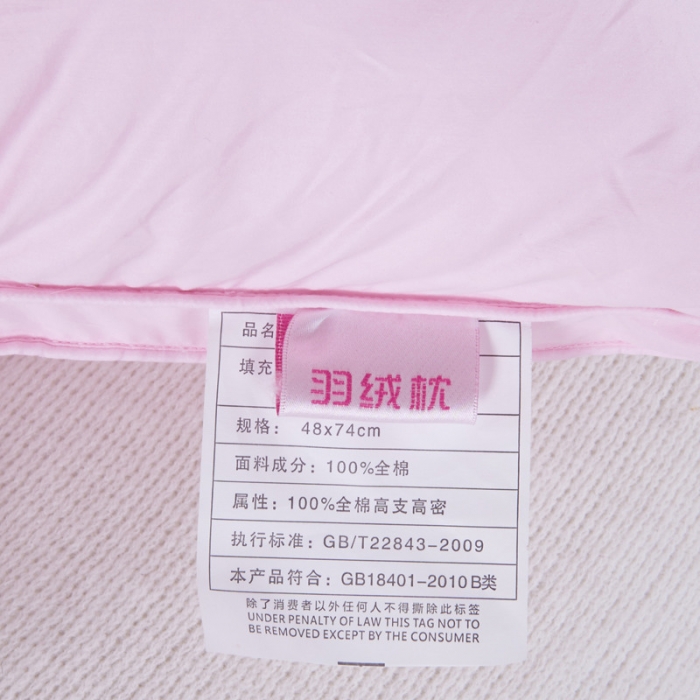 品名
填充
羽绒枕
规格： 48x74cm
面料成分：100%全棉
属性：100%全棉高支高密
执行标准：GB/T22843-2009
本产品符合：GB18401-2010B类
除了消费者以外任何人不得撕除此标签
UNDER PENALTY OF LAW THIS TAG NOT TO
BE REMOVED EXCEPT BY THE CONSUMER